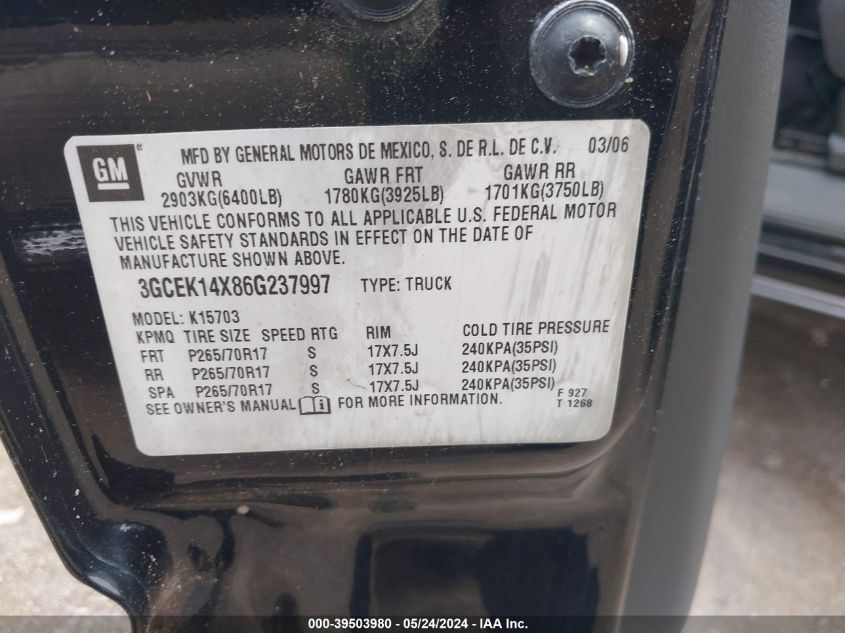 GM ® MFD BY GENERAL MOTORS DE MEXICO, S. DE R.L. DE C.V. 03/06
GVWR GAWR FRT GAWR RR
2903KG(6400LB) 1780KG(3925LB) 1701KG(3750LB)
THIS VEHICLE CONFORMS TO ALL APPLICABLE U.S. FEDERAL MOTOR
VEHICLE SAFETY STANDARDS IN EFFECT ON THE DATE OF
MANUFACTURE SHOWN ABOVE.
3GCEK14X86G237997 TYPE: TRUCK
MODEL: K15703
KPMQ TIRE SIZE SPEED RTG RIM COLD TIRE PRESSURE
FRT P265/70R17 S 17X7.5J 240KPA(35PSI)
RR P265/70R17 S 17X7.5J 240KPA(35PSI)
SPA P265/70R17 S 17X7.5J 240KPA(35PSI)
SEE OWNER'S MANUAL FOR MORE INFORMATION.
F 927
T 1268
000-39503980 - 05/24/2024 - IAA Inc.